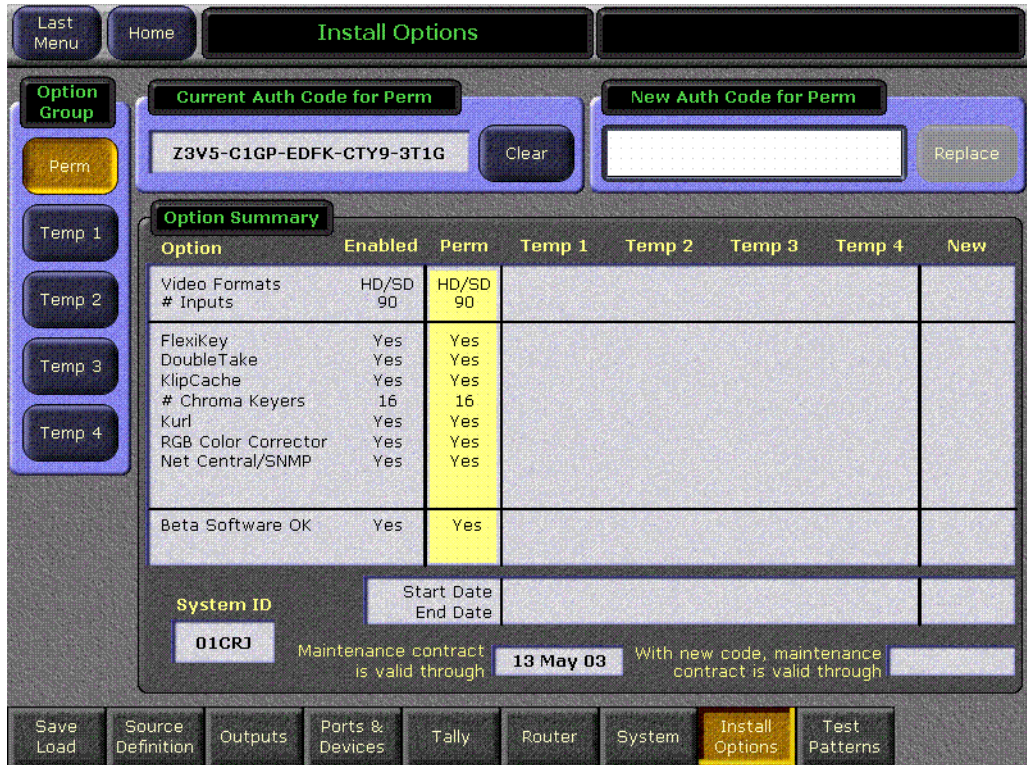 Last Menu
Home
Install Options
Option Group
Perm
Temp 1
Temp 2
Temp 3
Temp 4
Current Auth Code for Perm
Z3V5-C1GP-EDFK-CTY9-3T1G
Clear
New Auth Code for Perm
Replace
Option Summary
Option Enabled Perm Temp 1 Temp 2 Temp 3 Temp 4 New
Video Formats HD/SD HD/SD
# Inputs 90 90
FlexiKey Yes Yes
DoubleTake Yes Yes
KlipCache Yes Yes
# Chroma Keyers 16 16
Kurl Yes Yes
RGB Color Corrector Yes Yes
Net Central/SNMP Yes Yes
Beta Software OK Yes Yes
Start Date
End Date
System ID
01CRJ
Maintenance contract
is valid through
13 May 03
With new code, maintenance
contract is valid through
Save Load
Source Definition
Outputs
Ports & Devices
Tally
Router
System
Install Options
Test Patterns